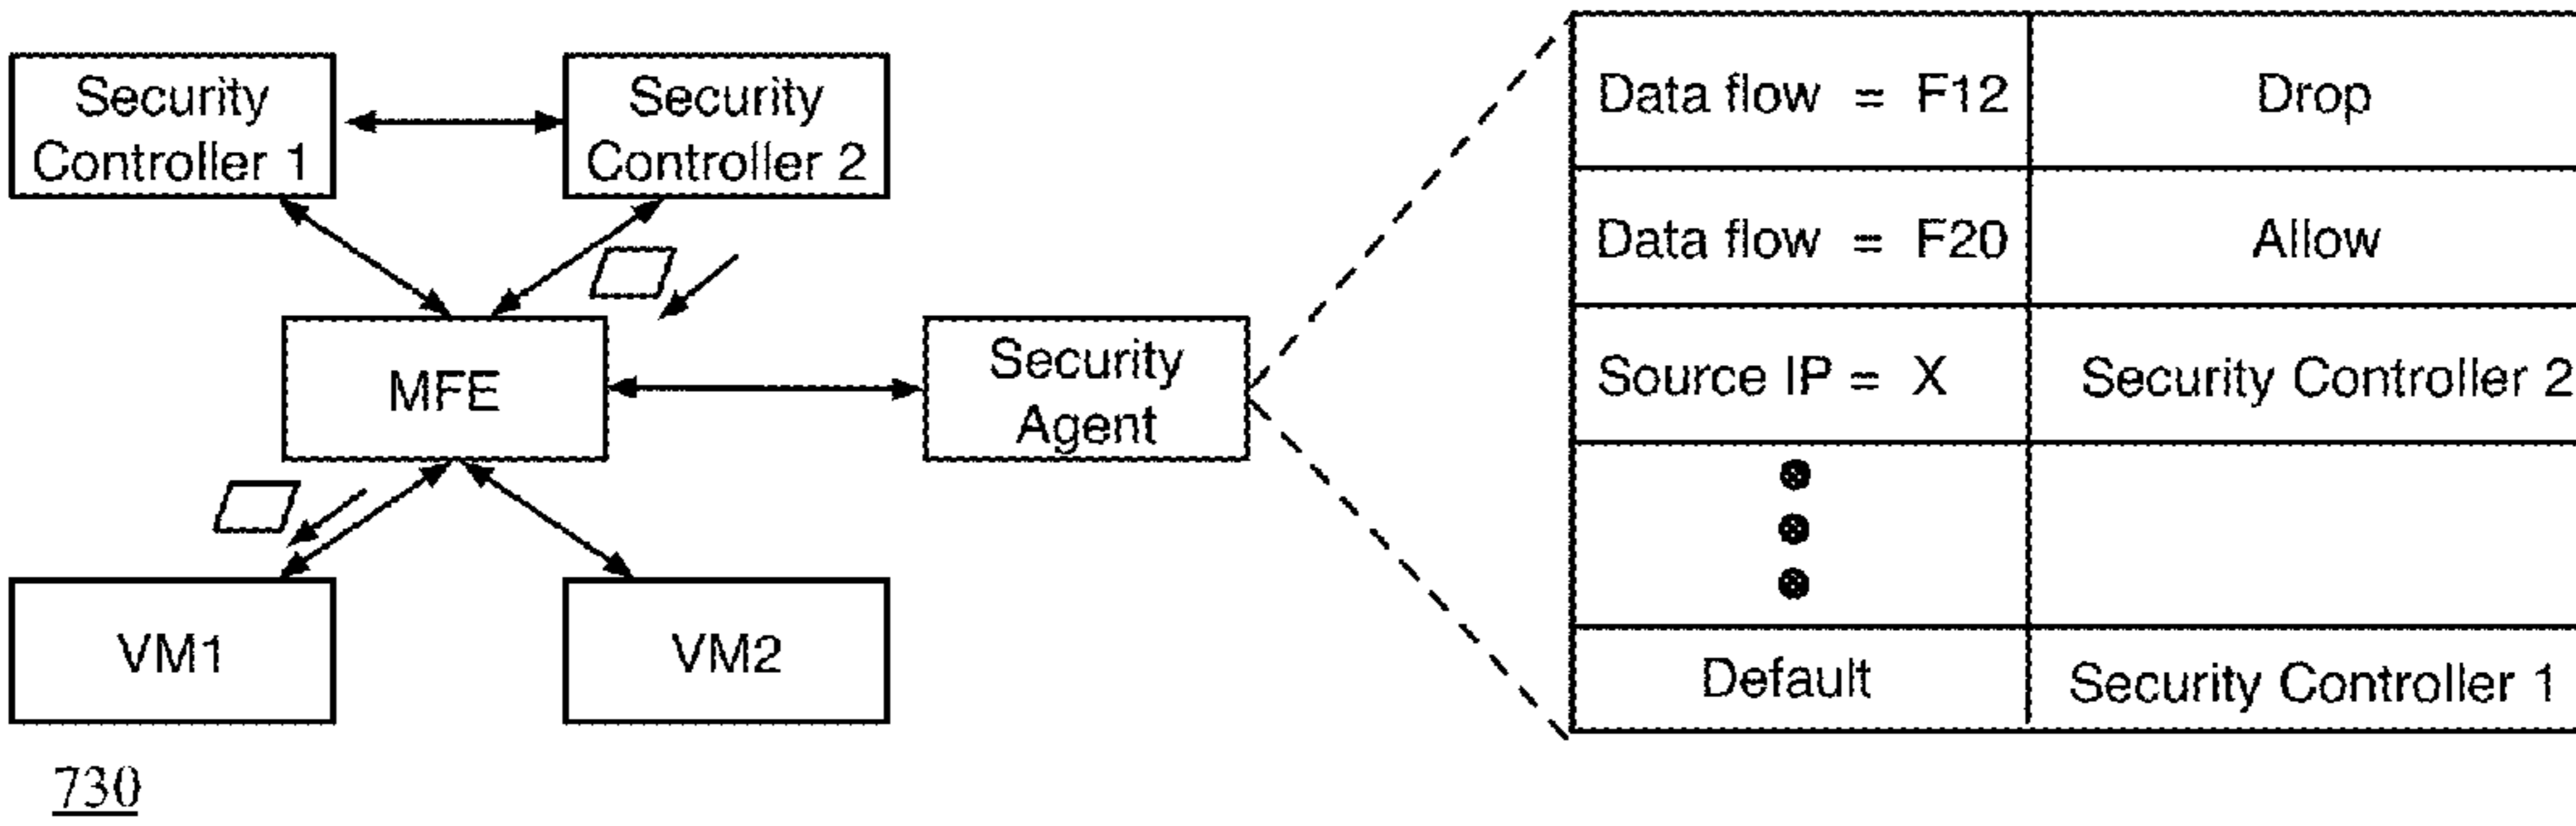 Security
Controller 1
Security
Controller 2
MFE
Security
Agent
VM1
VM2
730
Data flow = F12 Drop
Data flow = F20 Allow
Source IP = X Security Controller 2
Default Security Controller 1